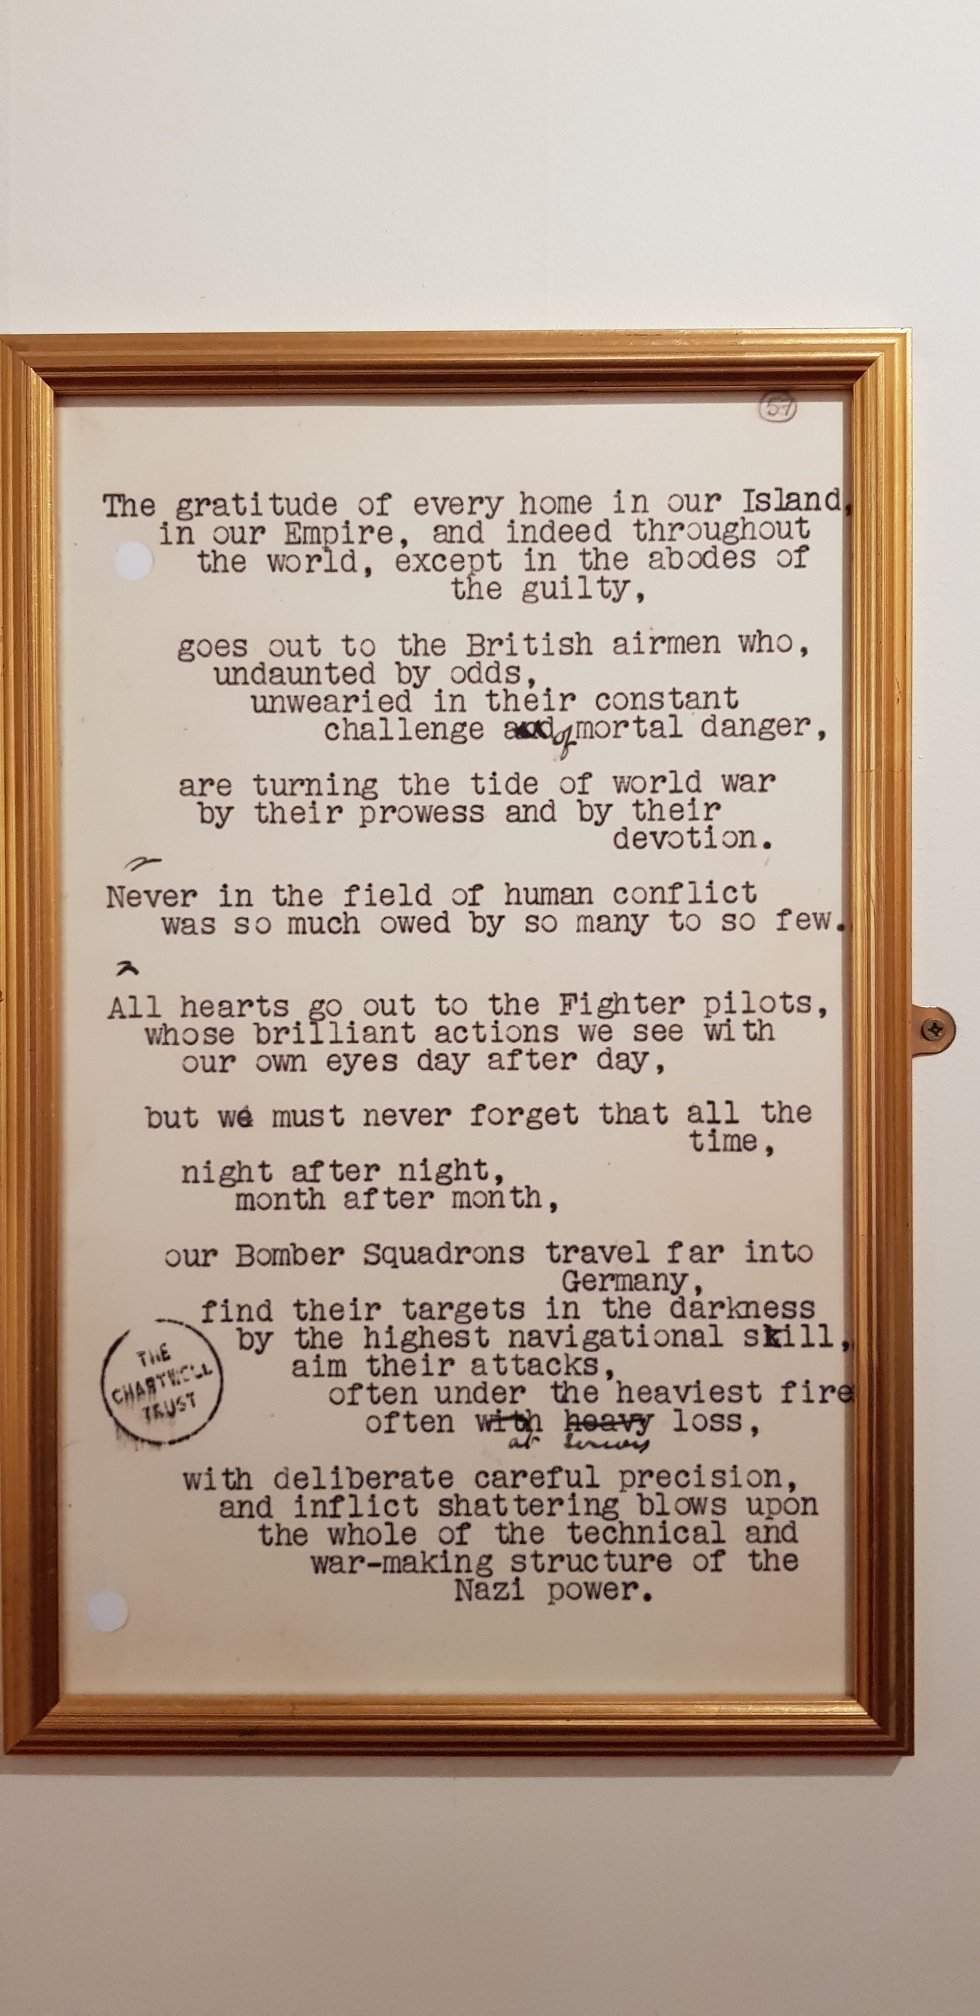 57
The gratitude of every home in our Island,
in our Empire, and indeed throughout
the world, except in the abodes of
the guilty,
goes out to the British airmen who,
undaunted by odds,
unwearied in their constant
challenge and of mortal danger,
are turning the tide of world war
by their prowess and by their
devotion.
Never in the field of human conflict
was so much owed by so many to so few.
All hearts go out to the Fighter pilots,
whose brilliant actions we see with
our own eyes day after day,
but we must never forget that all the
time,
night after night,
month after month,
our Bomber Squadrons travel far into
Germany,
find their targets in the darkness
by the highest navigational skill,
aim their attacks,
often under the heaviest fire
often with heavy loss,
at serious
with deliberate careful precision,
and inflict shattering blows upon
the whole of the technical and
war-making structure of the
Nazi power.
THE
CHARTWELL
TRUST